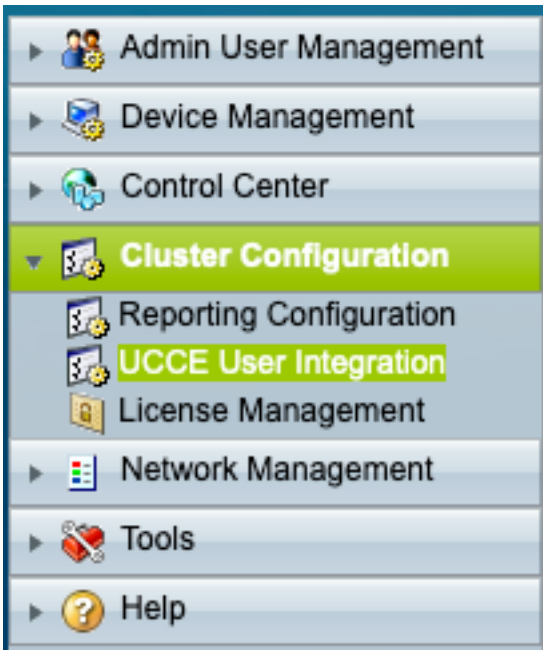 Admin User Management
Device Management
Control Center
Cluster Configuration
Reporting Configuration
UCCE User Integration
License Management
Network Management
Tools
Help